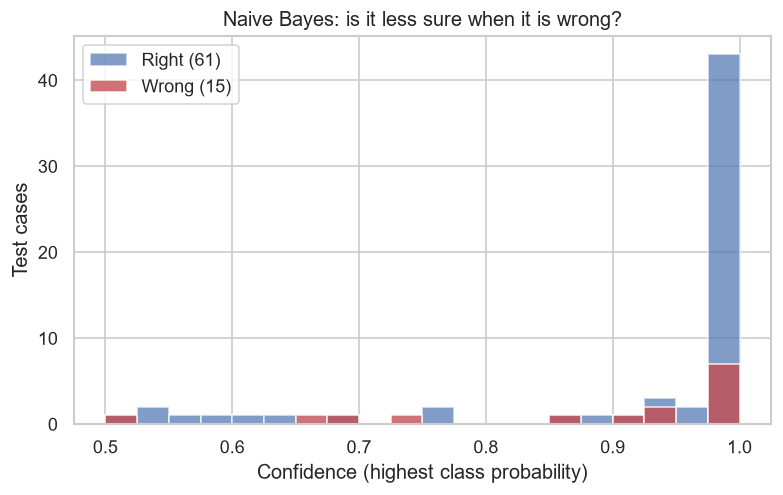 Naive Bayes: is it less sure when it is wrong?
Right (61)
Wrong (15)
Test cases
40
30
20
10
0
0.5 0.6 0.7 0.8 0.9 1.0
Confidence (highest class probability)